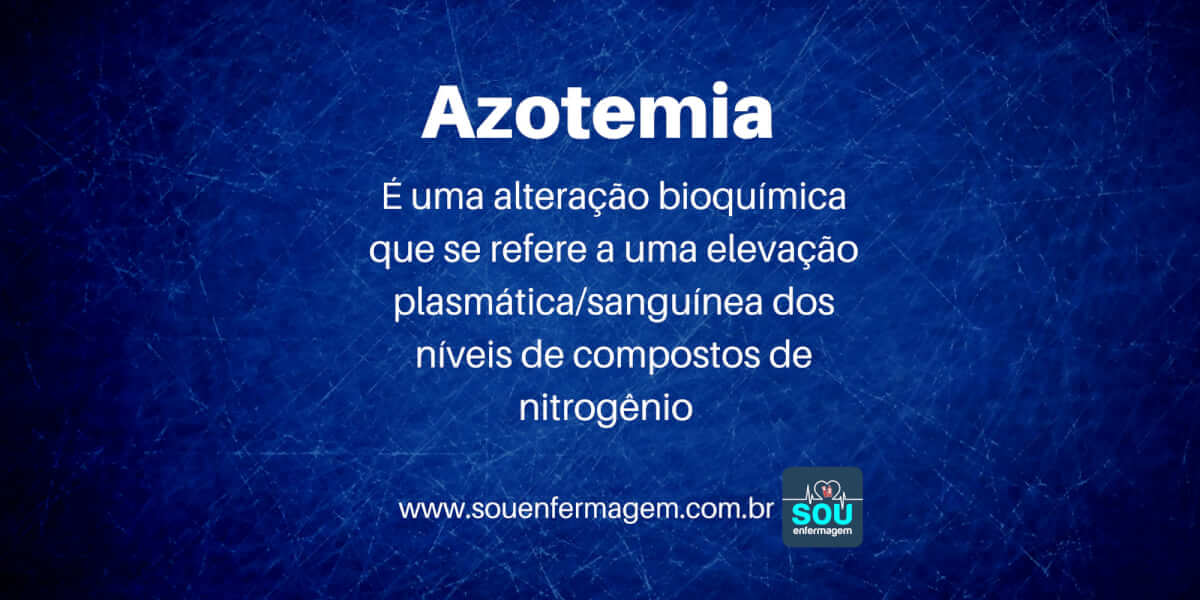 Azotemia
É uma alteração bioquímica
que se refere a uma elevação
plasmática/sanguínea dos
níveis de compostos de
nitrogênio
www.souenfermagem.com.br
SOU
enfermagem